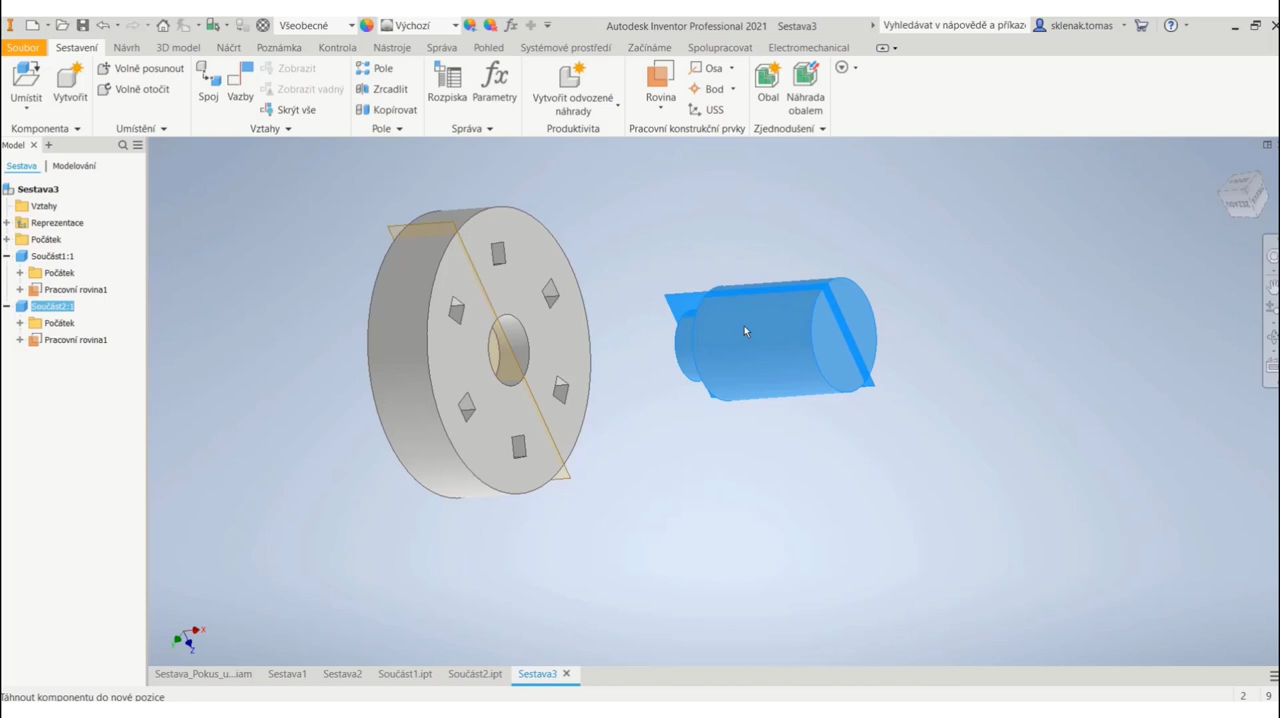 Všeobecné
Výchozí
Autodesk Inventor Professional 2021 Sestava3
Vyhledávat v nápovědě a příkaz
sklenak.tomas
Soubor Sestavení Návrh 3D model Náčrt Poznámka Kontrola Nástroje Správa Pohled Systémové prostředí Začínáme Spolupracovat Electromechanical
Umístit
Vytvořit
Volně posunout
Volně otočit
Spoj
Vazby
Zobrazit
Zobrazit vadny
Skrýt vše
Pole
Zrcadlit
Kopírovat
Rozpiska
Parametry
Vytvořit odvozené
náhrady
Rovina
Osa
Bod
USS
Obal
Náhrada
obalem
Komponenta Umístění Vztahy Pole Správa Produktivita Pracovní konstrukční prvky Zjednodušení
Model
Sestava Modelování
Sestava3
Vztahy
Reprezentace
Počátek
Součást1:1
Počátek
Pracovní rovina1
Součást2:1
Počátek
Pracovní rovina1
X
Z
Sestava_Pokus_u...iam Sestava1 Sestava2 Součást1.ipt Součást2.ipt Sestava3
Táhnout komponentu do nové pozice
2 9